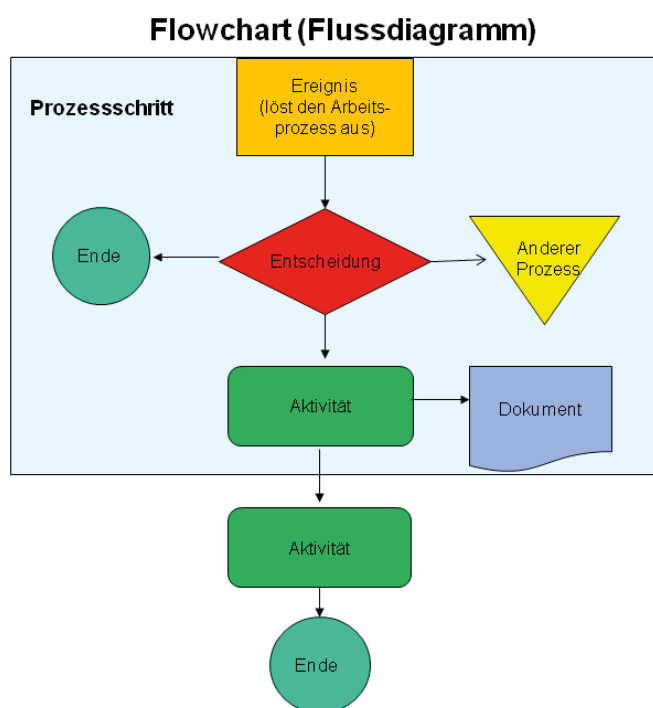 Flowchart (Flussdiagramm)
Prozessschritt
Ereignis
(löst den Arbeits-
prozess aus)
Ende
Entscheidung
Anderer
Prozess
Aktivität
Dokument
Aktivität
Ende